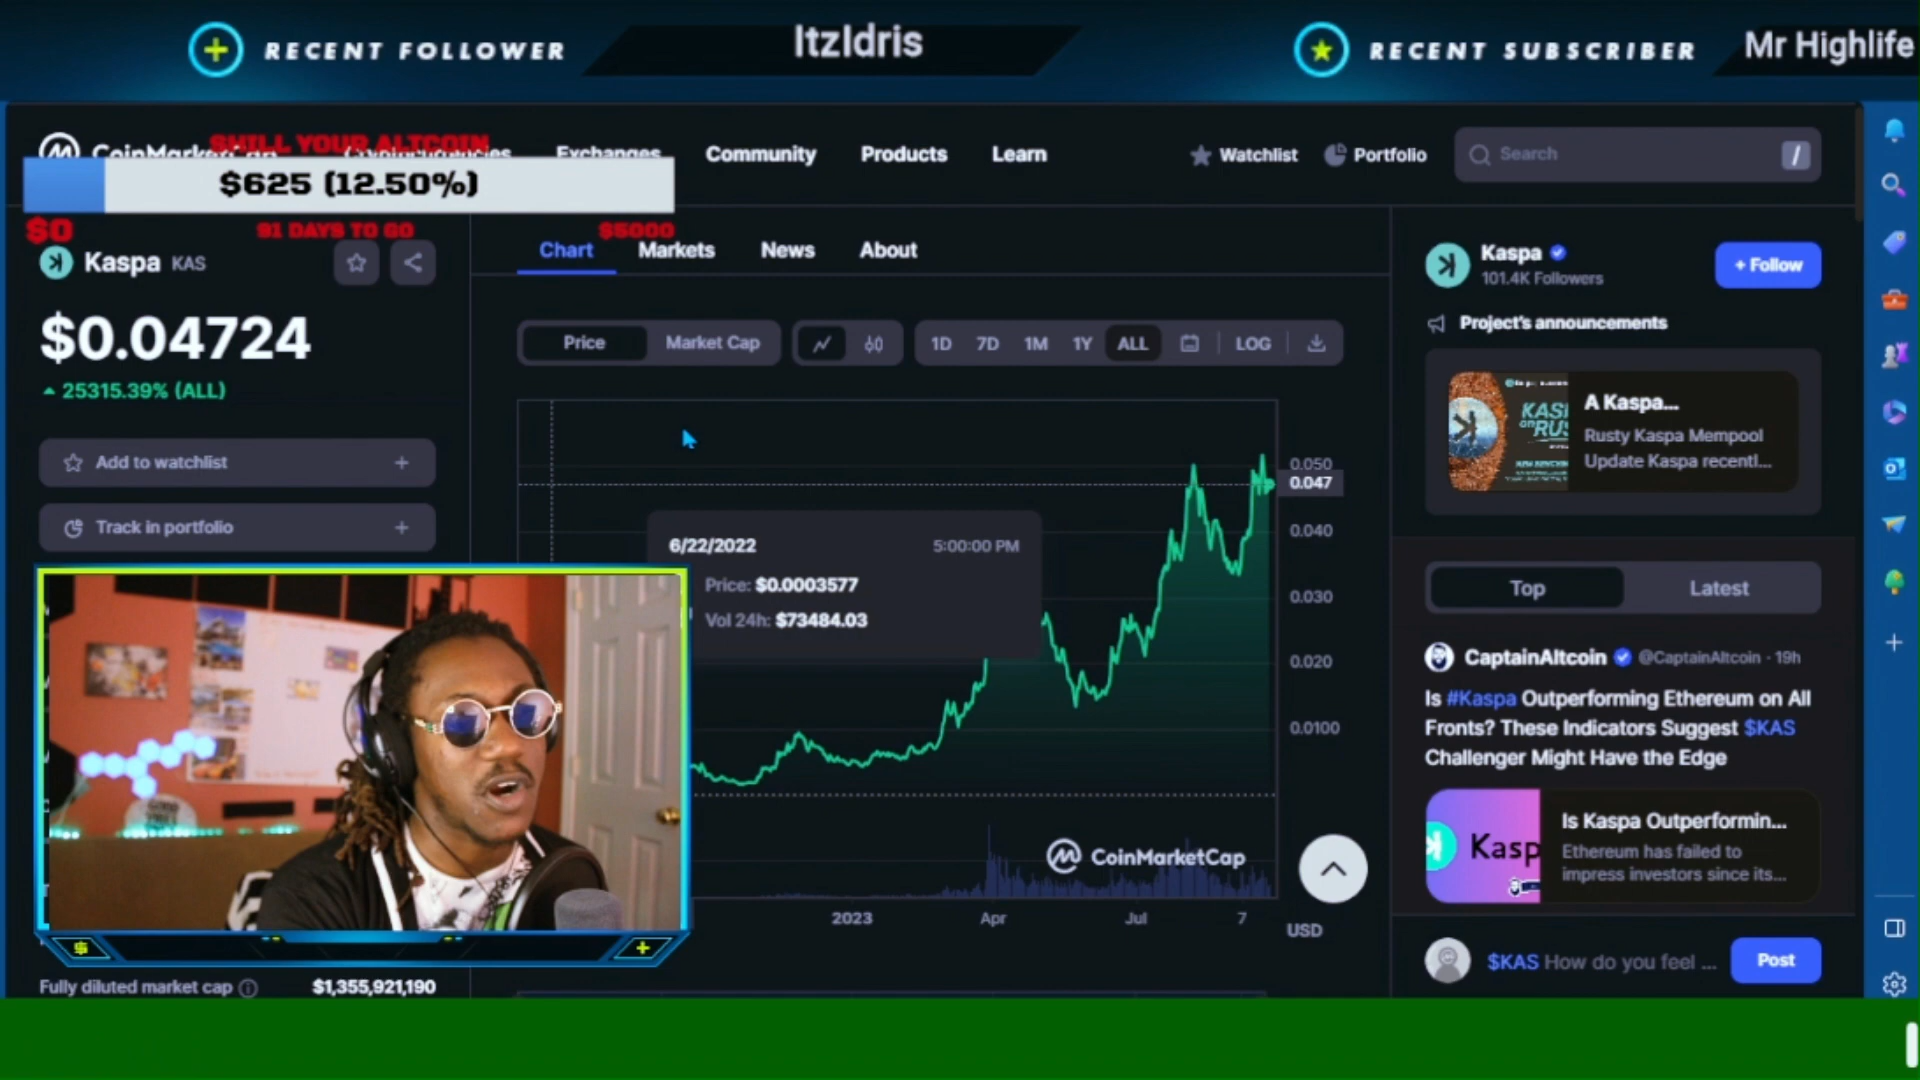 RECENT FOLLOWER
ItzIdris
RECENT SUBSCRIBER
Mr Highlife
SHILL YOUR ALTCOIN
CoinMarketCap
Cryptocurrencies
Exchanges
Community
Products
Learn
Watchlist
Portfolio
Search
/
$625 (12.50%)
$0
91 DAYS TO GO
$5000
Kaspa KAS
$0.04724
25315.39% (ALL)
Add to watchlist +
Track in portfolio +
Chart
Markets
News
About
Price
Market Cap
1D
7D
1M
1Y
ALL
LOG
0.050
0.047
0.040
0.030
0.020
0.0100
6/22/2022
5:00:00 PM
Price: $0.0003577
Vol 24h: $73484.03
CoinMarketCap
2023
Apr
Jul
7
USD
Fully diluted market cap
$1,355,921,190
Kaspa
101.4K Followers
+ Follow
Project's announcements
A Kaspa...
Rusty Kaspa Mempool
Update Kaspa recentl...
Top
Latest
CaptainAltcoin @CaptainAltcoin · 19h
Is #Kaspa Outperforming Ethereum on All
Fronts? These Indicators Suggest $KAS
Challenger Might Have the Edge
Kasp
Is Kaspa Outperformin...
Ethereum has failed to
impress investors since its...
$KAS How do you feel ...
Post